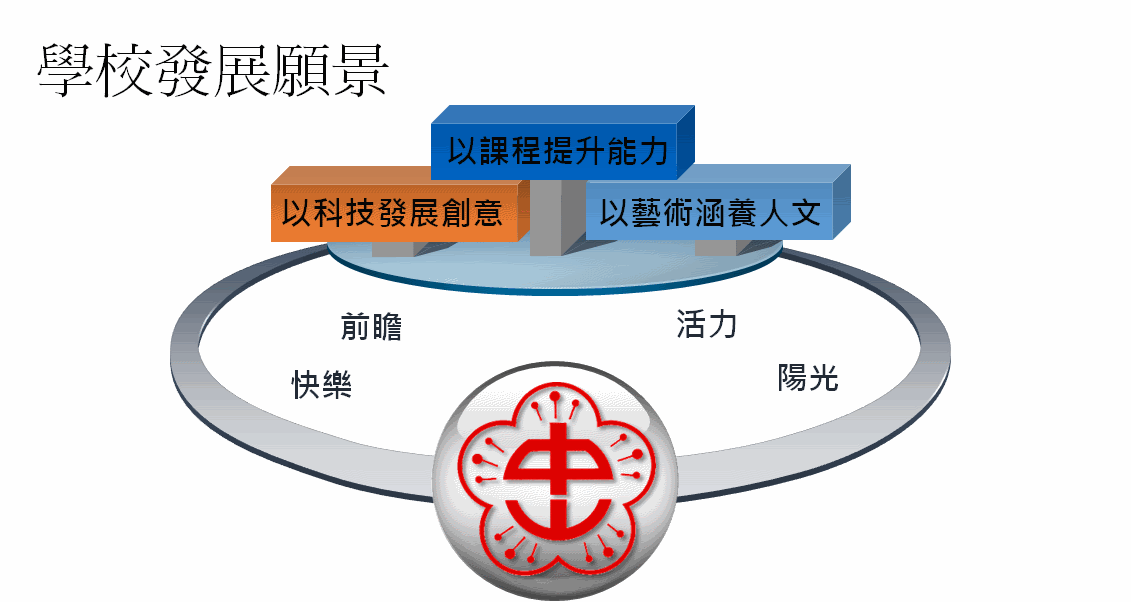 學校發展願景
以課程提升能力
以科技發展創意
以藝術涵養人文
前瞻
活力
快樂
陽光